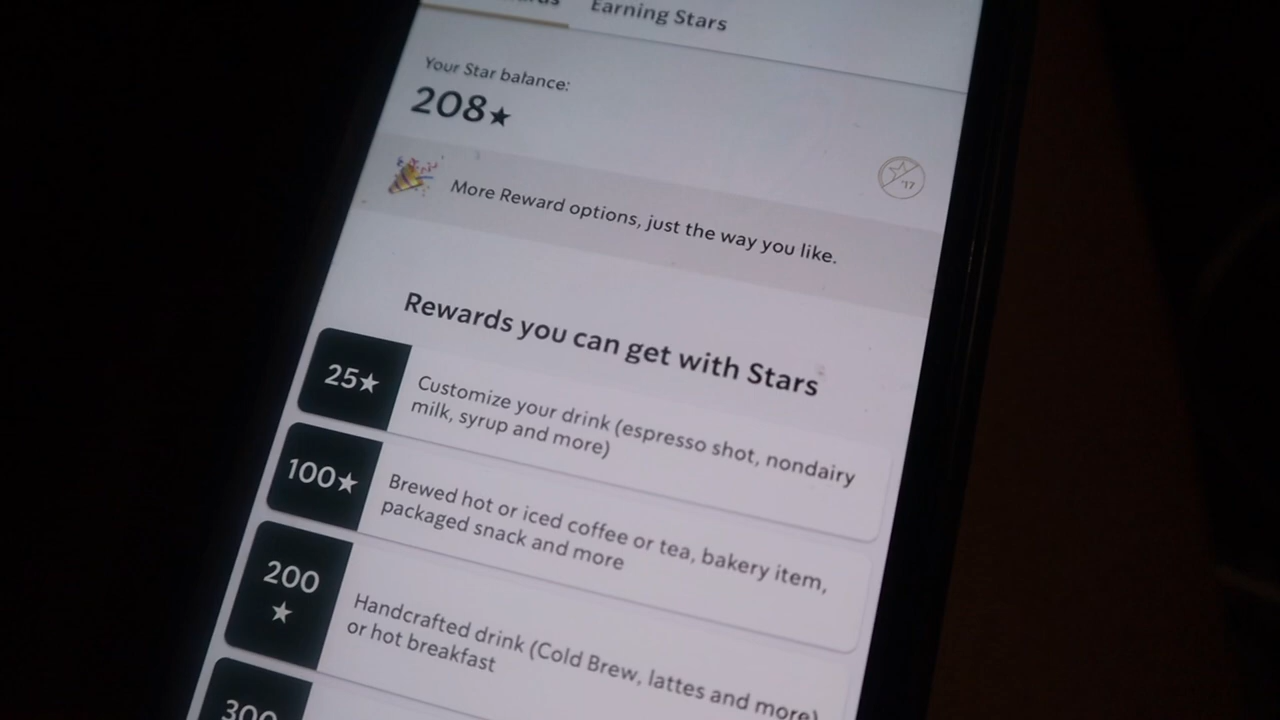 Earning Stars
Your Star balance:
208★
'17
More Reward options, just the way you like.
Rewards you can get with Stars
25★
Customize your drink (espresso shot, nondairy
milk, syrup and more)
100★
Brewed hot or iced coffee or tea, bakery item,
packaged snack and more
200
★
Handcrafted drink (Cold Brew, lattes and more)
or hot breakfast
300